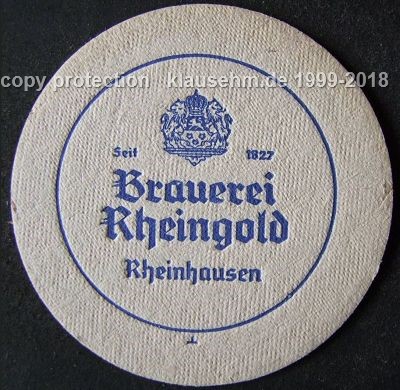 copy protection klausehm.de 1999-2018
Seit 1827
Brauerei
Rheingold
Rheinhausen